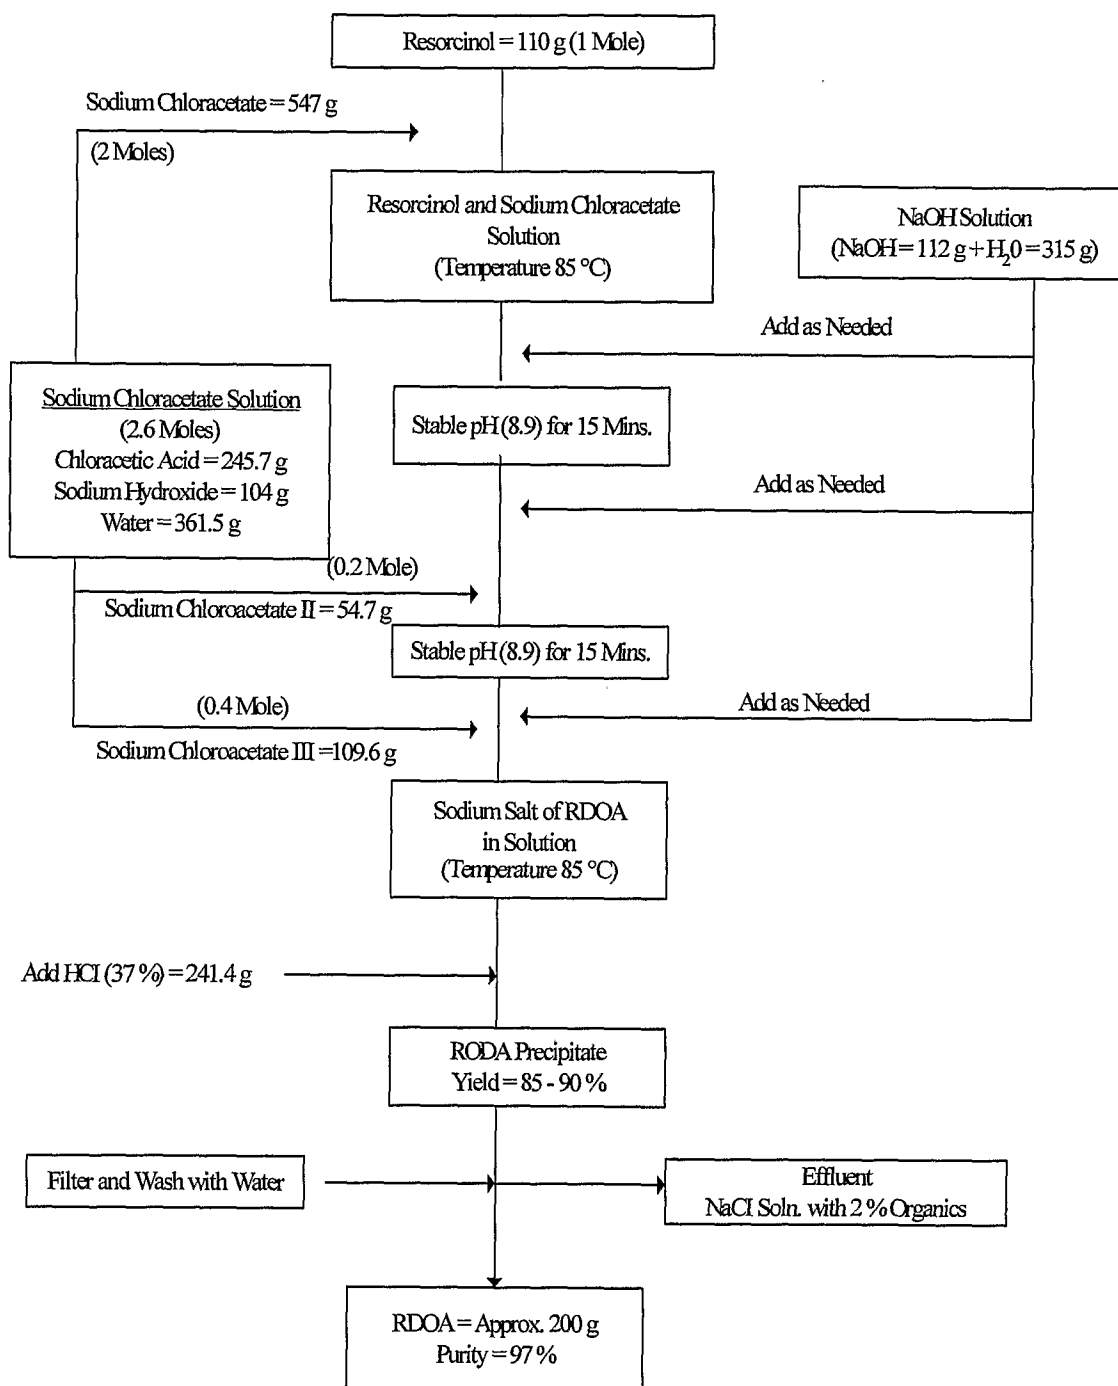 Resorcinol = 110 g (1 Mole)
Sodium Chloracetate = 547 g
(2 Moles)
Resorcinol and Sodium Chloracetate
Solution
(Temperature 85 °C)
NaOH Solution
(NaOH = 112 g + H₂0 = 315 g)
Add as Needed
Sodium Chloracetate Solution
(2.6 Moles)
Chloracetic Acid = 245.7 g
Sodium Hydroxide = 104 g
Water = 361.5 g
Stable pH (8.9) for 15 Mins.
Add as Needed
(0.2 Mole)
Sodium Chloroacetate II = 54.7 g
Stable pH (8.9) for 15 Mins.
(0.4 Mole)
Add as Needed
Sodium Chloroacetate III =109.6 g
Sodium Salt of RDOA
in Solution
(Temperature 85 °C)
Add HCl (37 %) = 241.4 g
RODA Precipitate
Yield = 85 - 90 %
Filter and Wash with Water
Effluent
NaCl Soln. with 2 % Organics
RDOA = Approx. 200 g
Purity = 97 %